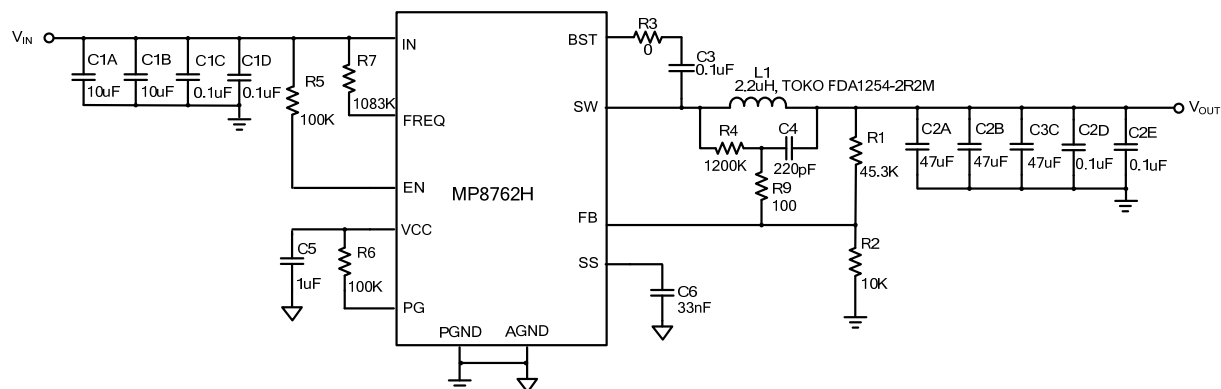 VIN
C1A
10uF
C1B
10uF
C1C
0.1uF
C1D
0.1uF
R5
100K
R7
1083K
C5
1uF
R6
100K
IN
FREQ
EN
VCC
PG
MP8762H
BST
SW
FB
SS
PGND
AGND
R3
0
C3
0.1uF
L1
2.2uH, TOKO FDA1254-2R2M
R4
1200K
C4
220pF
R9
100
R1
45.3K
R2
10K
C6
33nF
C2A
47uF
C2B
47uF
C3C
47uF
C2D
0.1uF
C2E
0.1uF
VOUT